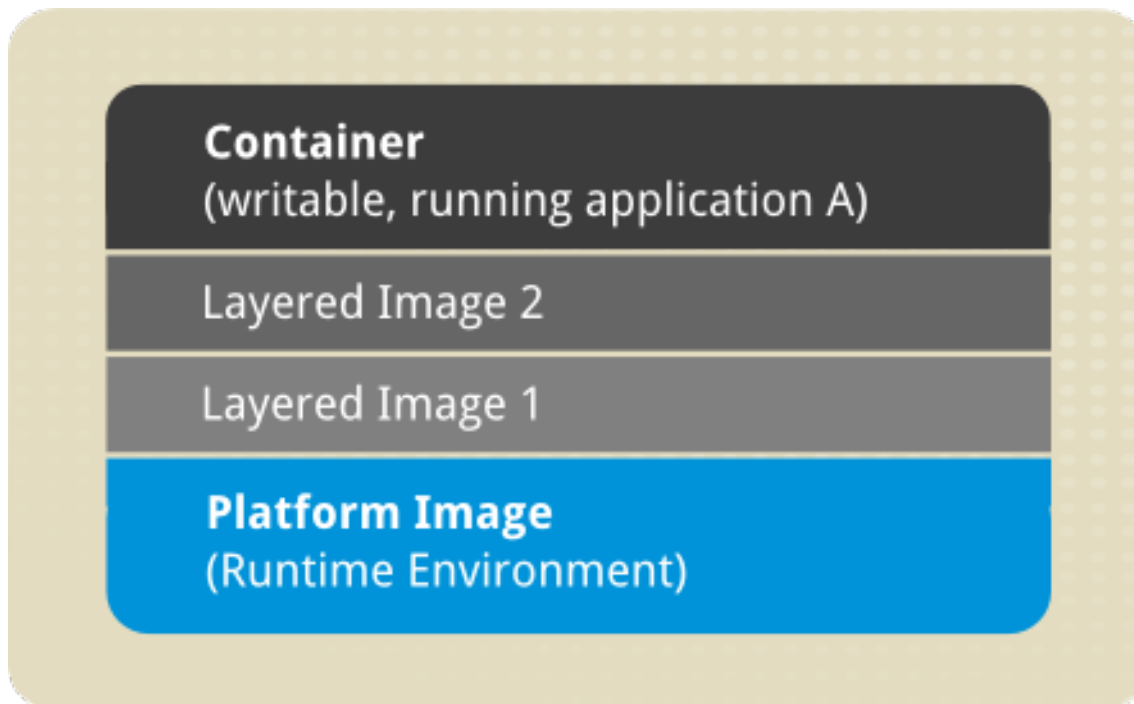 Container
(writable, running application A)
Layered Image 2
Layered Image 1
Platform Image
(Runtime Environment)